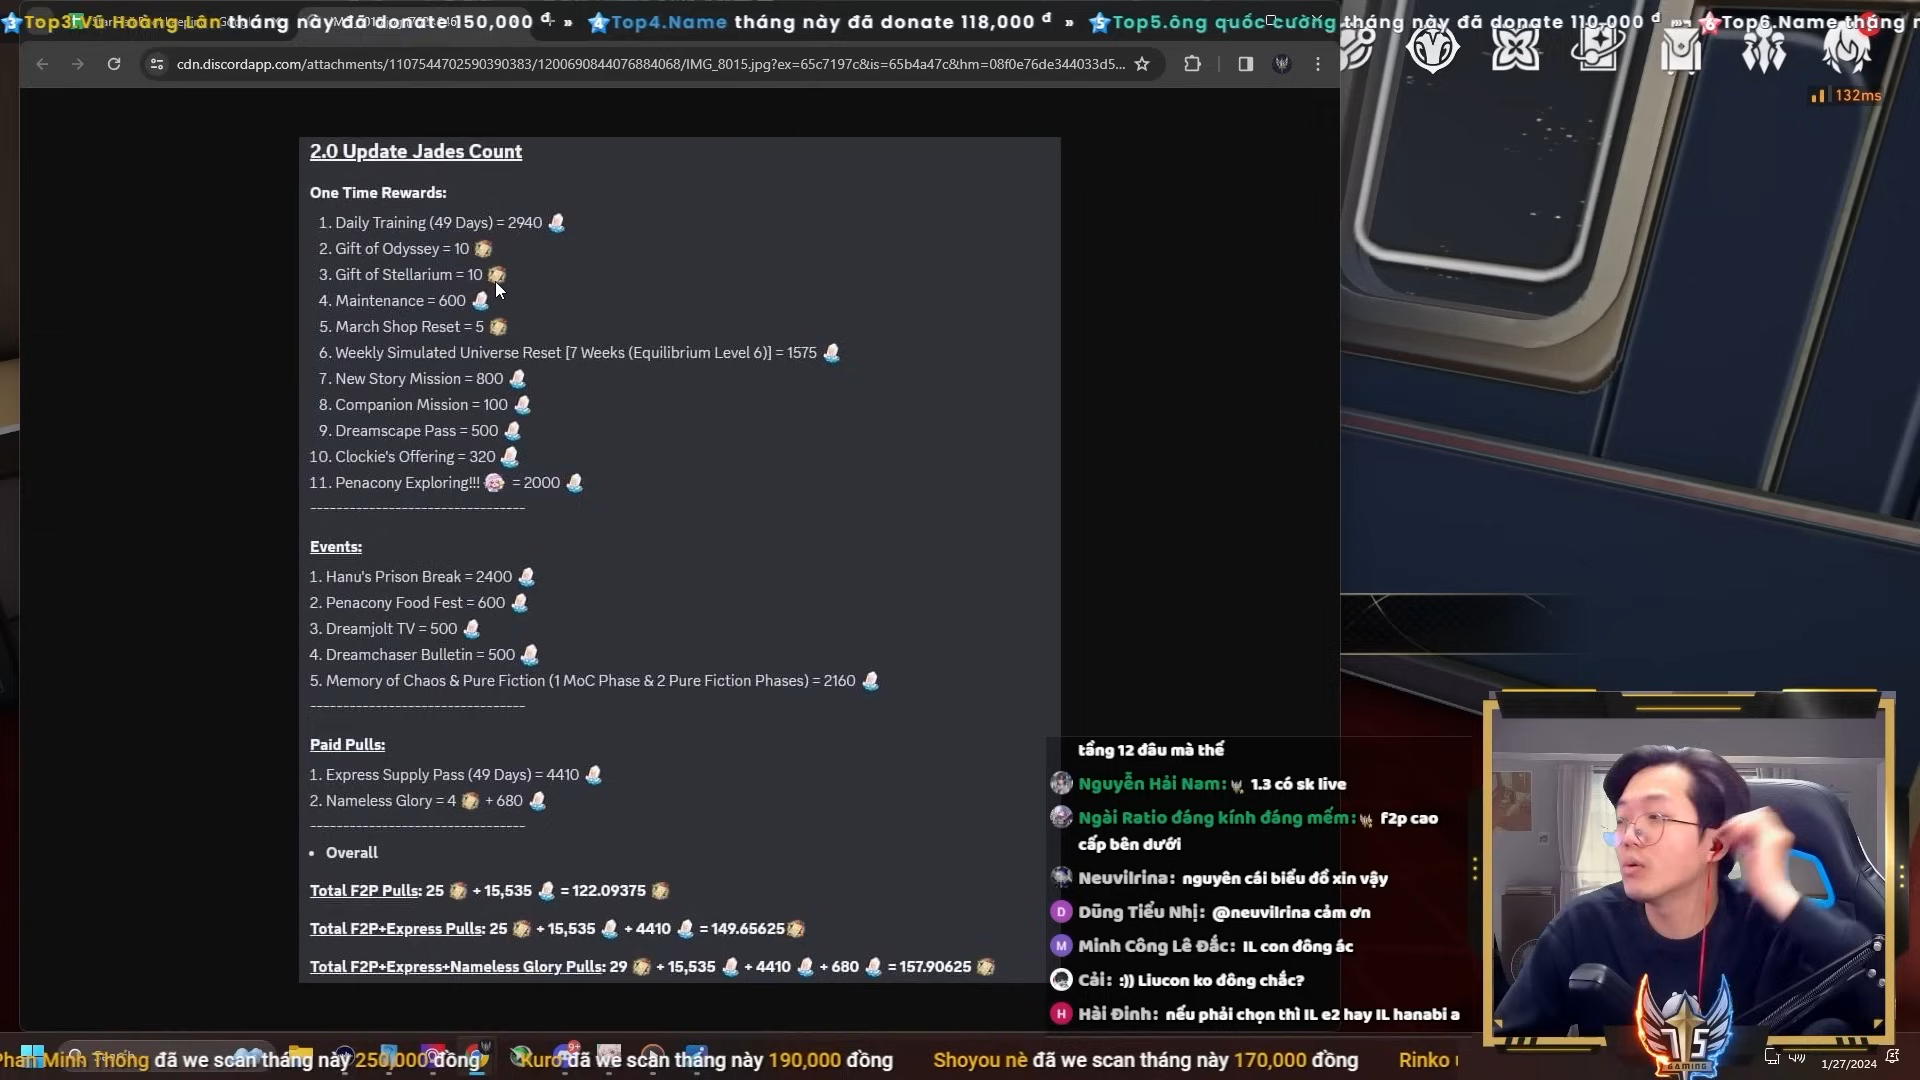 Top3.Vũ Hoàng Lân tháng này đã donate 150,000 đ » Top4.Name tháng này đã donate 118,000 đ » Top5.ông quốc cường tháng này đã donate 110,000 đ Top6.Name tháng n
cdn.discordapp.com/attachments/1107544702590390383/1200690844076884068/IMG_8015.jpg?ex=65c7197c&is=65b4a47c&hm=08f0e76de344033d5...
132ms
2.0 Update Jades Count
One Time Rewards:
1. Daily Training (49 Days) = 2940
2. Gift of Odyssey = 10
3. Gift of Stellarium = 10
4. Maintenance = 600
5. March Shop Reset = 5
6. Weekly Simulated Universe Reset [7 Weeks (Equilibrium Level 6)] = 1575
7. New Story Mission = 800
8. Companion Mission = 100
9. Dreamscape Pass = 500
10. Clockie's Offering = 320
11. Penacony Exploring!!! = 2000
---------------------------------
Events:
1. Hanu's Prison Break = 2400
2. Penacony Food Fest = 600
3. Dreamjolt TV = 500
4. Dreamchaser Bulletin = 500
5. Memory of Chaos & Pure Fiction (1 MoC Phase & 2 Pure Fiction Phases) = 2160
---------------------------------
Paid Pulls:
1. Express Supply Pass (49 Days) = 4410
2. Nameless Glory = 4 + 680
---------------------------------
• Overall
Total F2P Pulls: 25 + 15,535 = 122.09375
Total F2P+Express Pulls: 25 + 15,535 + 4410 = 149.65625
Total F2P+Express+Nameless Glory Pulls: 29 + 15,535 + 4410 + 680 = 157.90625
tầng 12 đâu mà thế
Nguyễn Hải Nam: 1.3 có sk live
Ngài Ratio đáng kính đáng mếm: f2p cao
cấp bên dưới
NeuviIrina: nguyên cái biểu đồ xin vậy
Dũng Tiểu Nhị: @neuvilrina cảm ơn
Minh Công Lê Đắc: IL con đông ác
Cải: :)) Liucon ko đông chắc?
Hài Đinh: nếu phải chọn thì IL e2 hay IL hanabi a
GAMING
Phan Minh Thông đã we scan tháng này 250,000 đồng Kuro đã we scan tháng này 190,000 đồng Shoyou nè đã we scan tháng này 170,000 đồng Rinko
1/27/2024